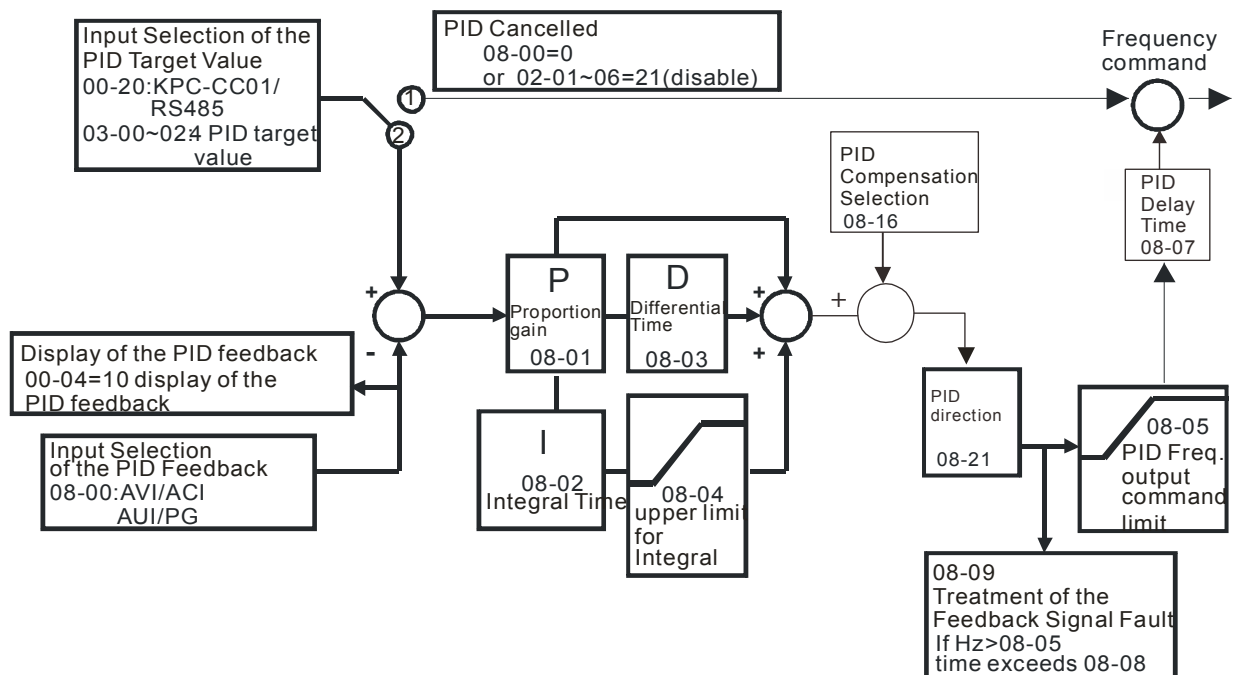 Input Selection of the
PID Target Value
00-20:KPC-CC01/
RS485
03-00~02:4 PID target
value
PID Cancelled
08-00=0
or 02-01~06=21(disable)
1
2
Frequency
command
PID
Compensation
Selection
08-16
PID
Delay
Time
08-07
+
-
Display of the PID feedback
00-04=10 display of the
PID feedback
Input Selection
of the PID Feedback
08-00:AVI/ACI
AUI/PG
P
Proportion
gain
08-01
D
Differential
Time
08-03
I
08-02
Integral Time
08-04
upper limit
for
Integral
+
+
+
PID
direction
08-21
08-05
PID Freq.
output
command
limit
08-09
Treatment of the
Feedback Signal Fault
If Hz>08-05
time exceeds 08-08